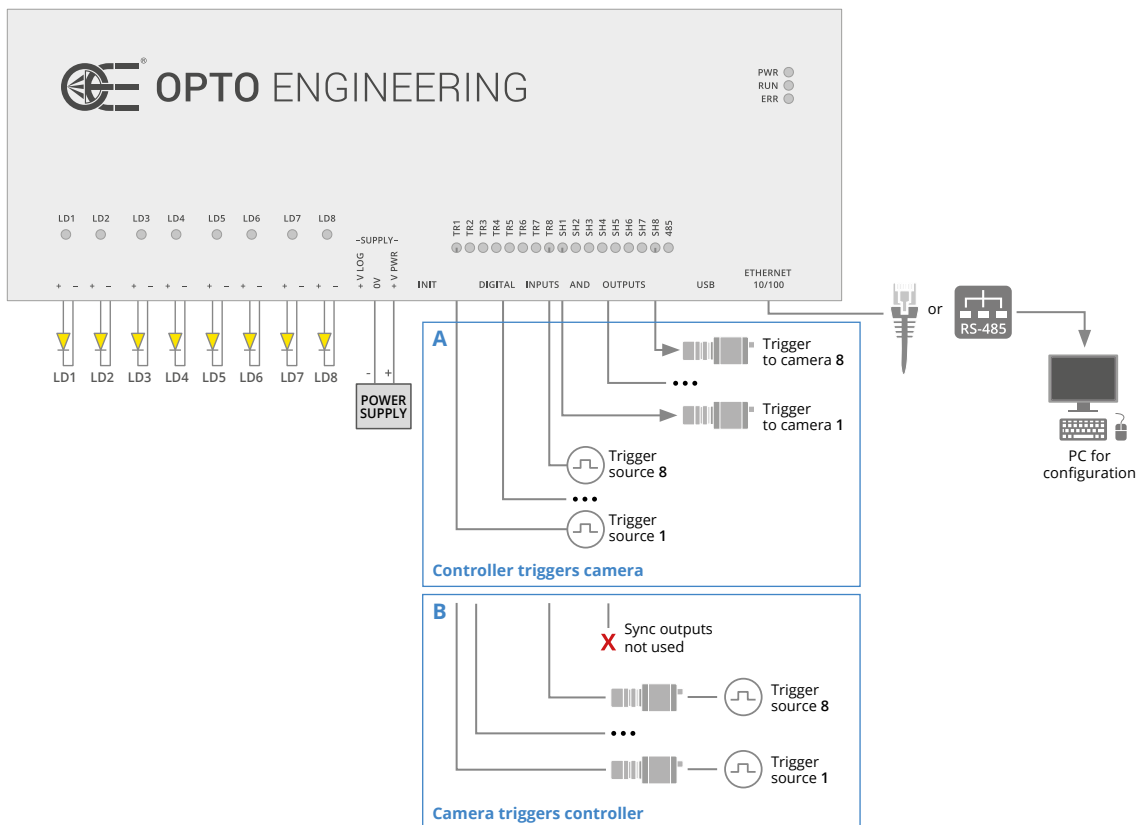 ® OPTO ENGINEERING
PWR
RUN
ERR
LD1 LD2 LD3 LD4 LD5 LD6 LD7 LD8
–SUPPLY–
+ V LOG
0V
+ V PWR
TR1 TR2 TR3 TR4 TR5 TR6 TR7 TR8 SH1 SH2 SH3 SH4 SH5 SH6 SH7 SH8 485
+ – + – + – + – + – + – + – + –
INIT DIGITAL INPUTS AND OUTPUTS USB
ETHERNET
10/100
LD1 LD2 LD3 LD4 LD5 LD6 LD7 LD8
- +
POWER
SUPPLY
or
RS-485
PC for
configuration
A
Trigger
to camera 8
•••
Trigger
to camera 1
Trigger
source 8
•••
Trigger
source 1
Controller triggers camera
B
X
Sync outputs
not used
Trigger
source 8
•••
Trigger
source 1
Camera triggers controller